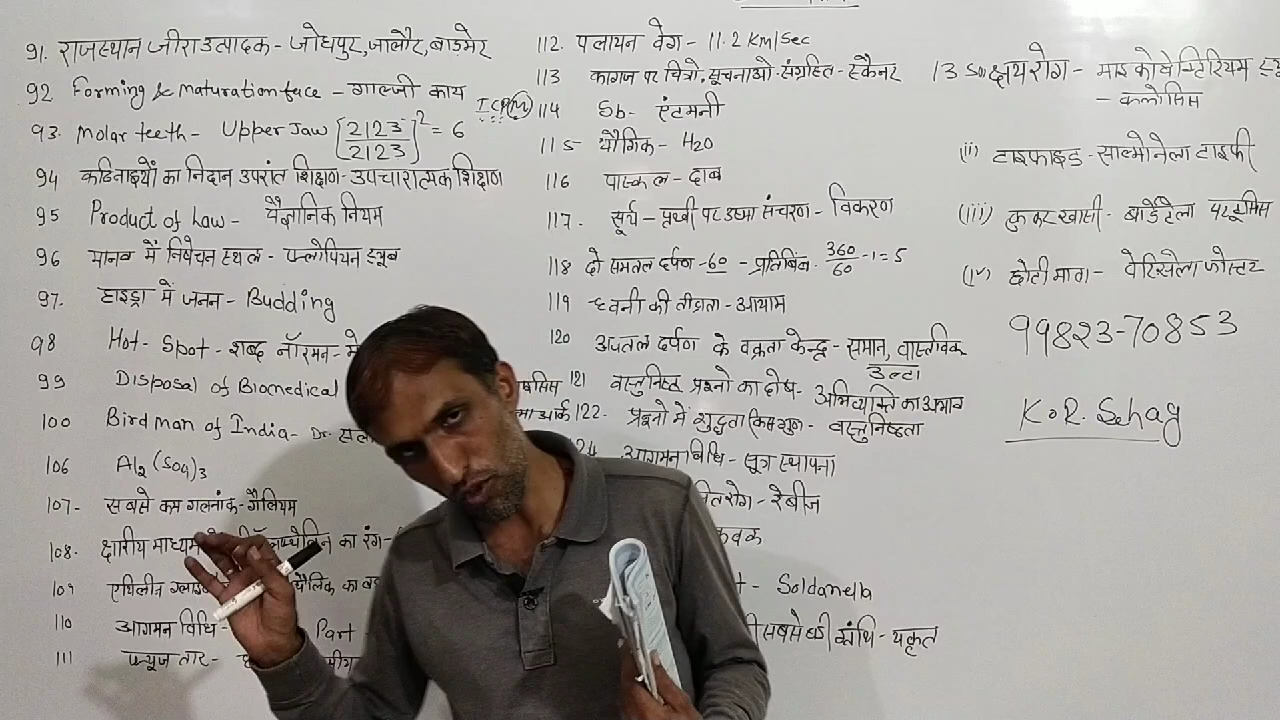 91. राजस्थान जीरा उत्पादक - जोधपुर, जालौर, बाड़मेर
92 Forming & maturation face - गाल्जी काय
93. Molar teeth - Upper Jaw [2123/2123]² = 6
94 कठिनाइयों का निदान उपरांत शिक्षण - उपचारात्मक शिक्षण
95 Product of Law - वैज्ञानिक नियम
96 मानव में निषेचन स्थल - फ्लोपियन ट्यूब
97. हाइड्रा में जनन - Budding
98 Hot - Spot - शब्द नॉरमन
99 Disposal of Biomedical
100 Bird man of India - Dr.
106 Al₂(SO₄)₃
107- सबसे कम गलनांक - गैलियम
108. क्षारीय माध्यम का रंग -
109 एथिलीन
110 आगमन विधि - Part
111 फ्यूज तार -
112. पलायन वेग - 11.2 Km/Sec
113 कागज पर चित्रो, सूचनाओ - संग्रहित - स्कैनर
114 Sb - एंटमनी
115 - यौगिक - H₂O
116 पास्कल - दाब
117. सूर्य - पृथ्वी पर उष्मा संचरण - विकरण
118 दो समतल दर्पण - 60 - प्रतिबिंब. 360/60 - 1 = 5
119 ध्वनी की तीव्रता - आयाम
120 अवतल दर्पण के वक्रता केन्द्र - समान, वास्तविक
उल्टा
121 वस्तुनिष्ठ प्रश्नो का दोष - अभिव्यक्ति का अभाव
122. प्रश्नो में शुद्धता किस गुण - वस्तुनिष्ठता
124 आगमन विधि - सूत्र स्थापना
रोग - रेबीज
कवक
- Soldanella
सबसे बड़ी ग्रंथि - यकृत
क्षय रोग - माइकोबैक्टिरियम
- क्लोसिस
(ii) टाइफाइड - साल्मोनेला टाइफी
(iii) कुकर खासी - बार्डेटेला परटूसिस
(iv) छोटी माता - वेरिसेला जोस्टर
99823-70853
K.R. Sehag